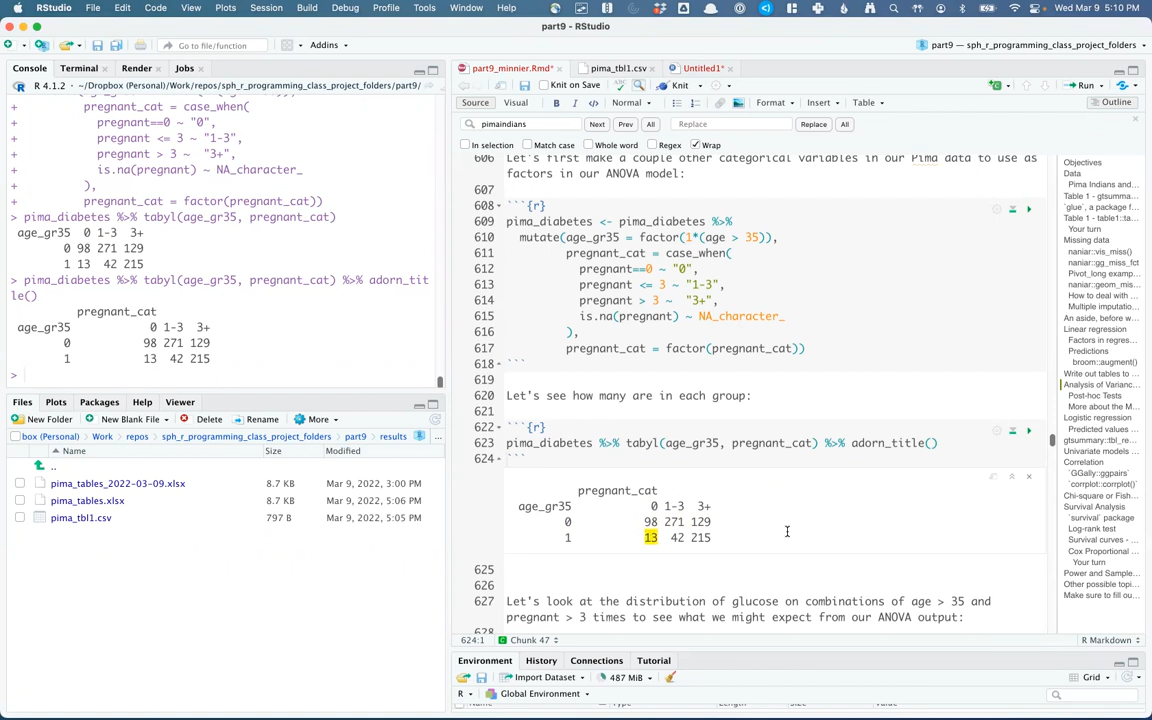 RStudio File Edit Code View Plots Session Build Debug Profile Tools Window Help Wed Mar 9 5:10 PM
part9 - RStudio
Go to file/function Addins
part9 — sph_r_programming_class_project_folders
Console Terminal Render Jobs
R 4.1.2 · ~/Dropbox (Personal)/Work/repos/sph_r_programming_class_project_folders/part9/
+ pregnant_cat = case_when(
+ pregnant==0 ~ "0",
+ pregnant <= 3 ~ "1-3",
+ pregnant > 3 ~ "3+",
+ is.na(pregnant) ~ NA_character_
+ ),
+ pregnant_cat = factor(pregnant_cat))
> pima_diabetes %>% tabyl(age_gr35, pregnant_cat)
age_gr35 0 1-3 3+
0 98 271 129
1 13 42 215
> pima_diabetes %>% tabyl(age_gr35, pregnant_cat) %>% adorn_tit
le()
pregnant_cat
age_gr35 0 1-3 3+
0 98 271 129
1 13 42 215
>
Files Plots Packages Help Viewer
New Folder New Blank File Delete Rename More
box (Personal) Work repos sph_r_programming_class_project_folders part9 results ...
Name Size Modified
..
pima_tables_2022-03-09.xlsx 8.7 KB Mar 9, 2022, 3:00 PM
pima_tables.xlsx 8.7 KB Mar 9, 2022, 5:06 PM
pima_tbl1.csv 797 B Mar 9, 2022, 5:05 PM
part9_minnier.Rmd* pima_tbl1.csv Untitled1*
Knit on Save Knit Run
Source Visual B I Normal Format Insert Table Outline
pimaindians Next Prev All Replace Replace All
In selection Match case Whole word Regex Wrap
606 Let's first make a couple other categorical variables in our Pima data to use as
factors in our ANOVA model:
607
608 ```{r}
609 pima_diabetes <- pima_diabetes %>%
610 mutate(age_gr35 = factor(1*(age > 35)),
611 pregnant_cat = case_when(
612 pregnant==0 ~ "0",
613 pregnant <= 3 ~ "1-3",
614 pregnant > 3 ~ "3+",
615 is.na(pregnant) ~ NA_character_
616 ),
617 pregnant_cat = factor(pregnant_cat))
618 ```
619
620 Let's see how many are in each group:
621
622 ```{r}
623 pima_diabetes %>% tabyl(age_gr35, pregnant_cat) %>% adorn_title()
624 ```
pregnant_cat
age_gr35 0 1-3 3+
0 98 271 129
1 13 42 215
625
626
627 Let's look at the distribution of glucose on combinations of age > 35 and
pregnant > 3 times to see what we might expect from our ANOVA output:
628
624:1 Chunk 47 R Markdown
Objectives
Data
Pima Indians and...
Table 1 - gtsumma...
`glue`, a package f...
Table 1 - table1::ta...
Your turn
Missing data
naniar::vis_miss()
naniar::gg_miss_fct
Pivot_long examp...
naniar::geom_mis...
How to deal with ...
Multiple imputatio...
An aside, before w...
Linear regression
Factors in regres...
Predictions
broom::augment()
Write out tables to ...
Analysis of Varianc...
Post-hoc Tests
More about the M...
Logistic regression
Predicted values ...
gtsummary::tbl_re...
Univariate models ...
Correlation
`GGally::ggpairs`
`corrplot::corrplot()`
Chi-square or Fish...
Survival Analysis
`survival` package
Log-rank test
Survival curves - ...
Cox Proportional ...
Your turn
Power and Sample...
Other possible topi...
Make sure to fill ou...
Environment History Connections Tutorial
Import Dataset 487 MiB Grid
R Global Environment